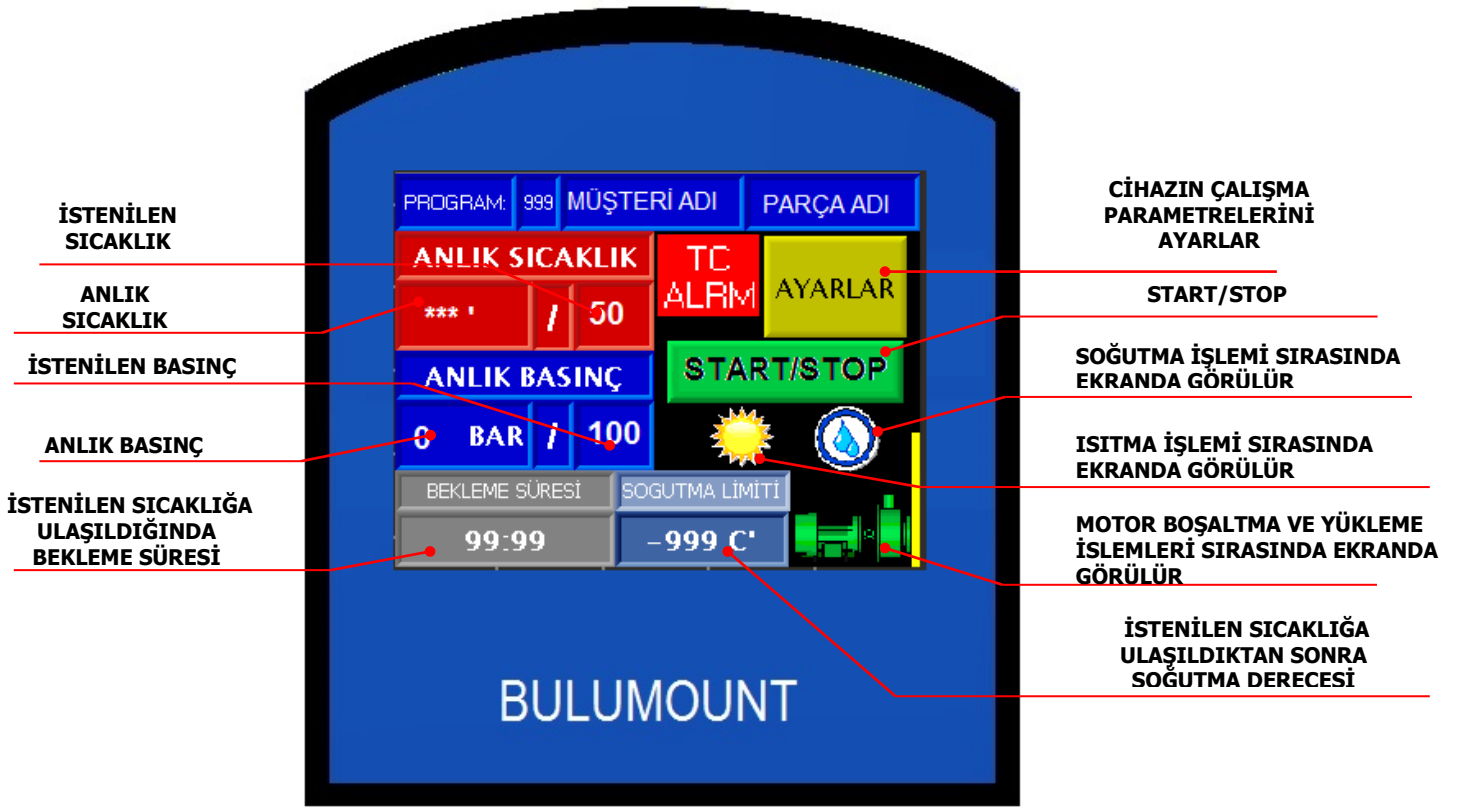 İSTENİLEN
SICAKLIK
ANLIK
SICAKLIK
İSTENİLEN BASINÇ
ANLIK BASINÇ
İSTENİLEN SICAKLIĞA
ULAŞILDIĞINDA
BEKLEME SÜRESİ
PROGRAM: 999 MÜŞTERİ ADI PARÇA ADI
ANLIK SICAKLIK
TC
ALRM
AYARLAR
*** ' / 50
START/STOP
ANLIK BASINÇ
0 BAR / 100
BEKLEME SÜRESİ SOGUTMA LİMİTİ
99:99 -999 C'
BULUMOUNT
CİHAZIN ÇALIŞMA
PARAMETRELERİNİ
AYARLAR
START/STOP
SOĞUTMA İŞLEMİ SIRASINDA
EKRANDA GÖRÜLÜR
ISITMA İŞLEMİ SIRASINDA
EKRANDA GÖRÜLÜR
MOTOR BOŞALTMA VE YÜKLEME
İSLEMLERİ SIRASINDA EKRANDA
GÖRÜLÜR
İSTENİLEN SICAKLIĞA
ULAŞILDIKTAN SONRA
SOĞUTMA DERECESİ